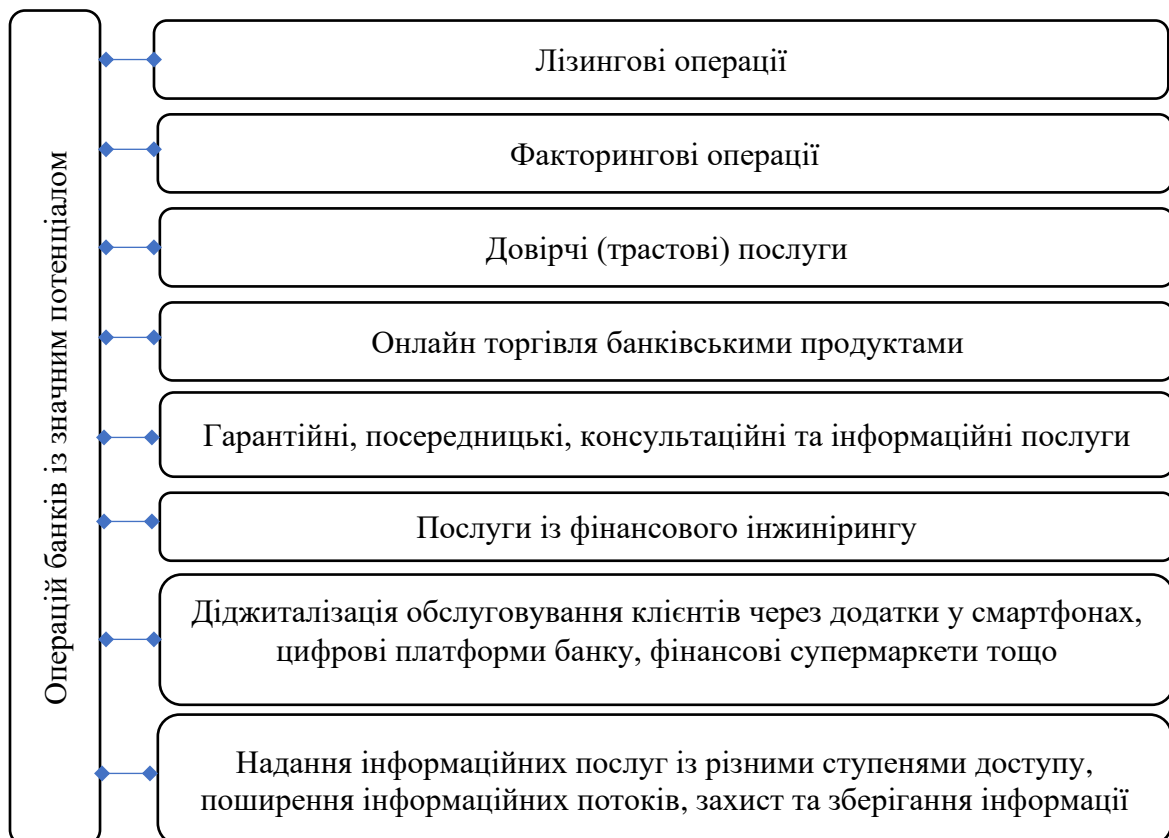 Операцій банків із значним потенціалом
Лізингові операції
Факторингові операції
Довірчі (трастові) послуги
Онлайн торгівля банківськими продуктами
Гарантійні, посередницькі, консультаційні та інформаційні послуги
Послуги із фінансового інжинірингу
Діджиталізація обслуговування клієнтів через додатки у смартфонах,
цифрові платформи банку, фінансові супермаркети тощо
Надання інформаційних послуг із різними ступенями доступу,
поширення інформаційних потоків, захист та зберігання інформації